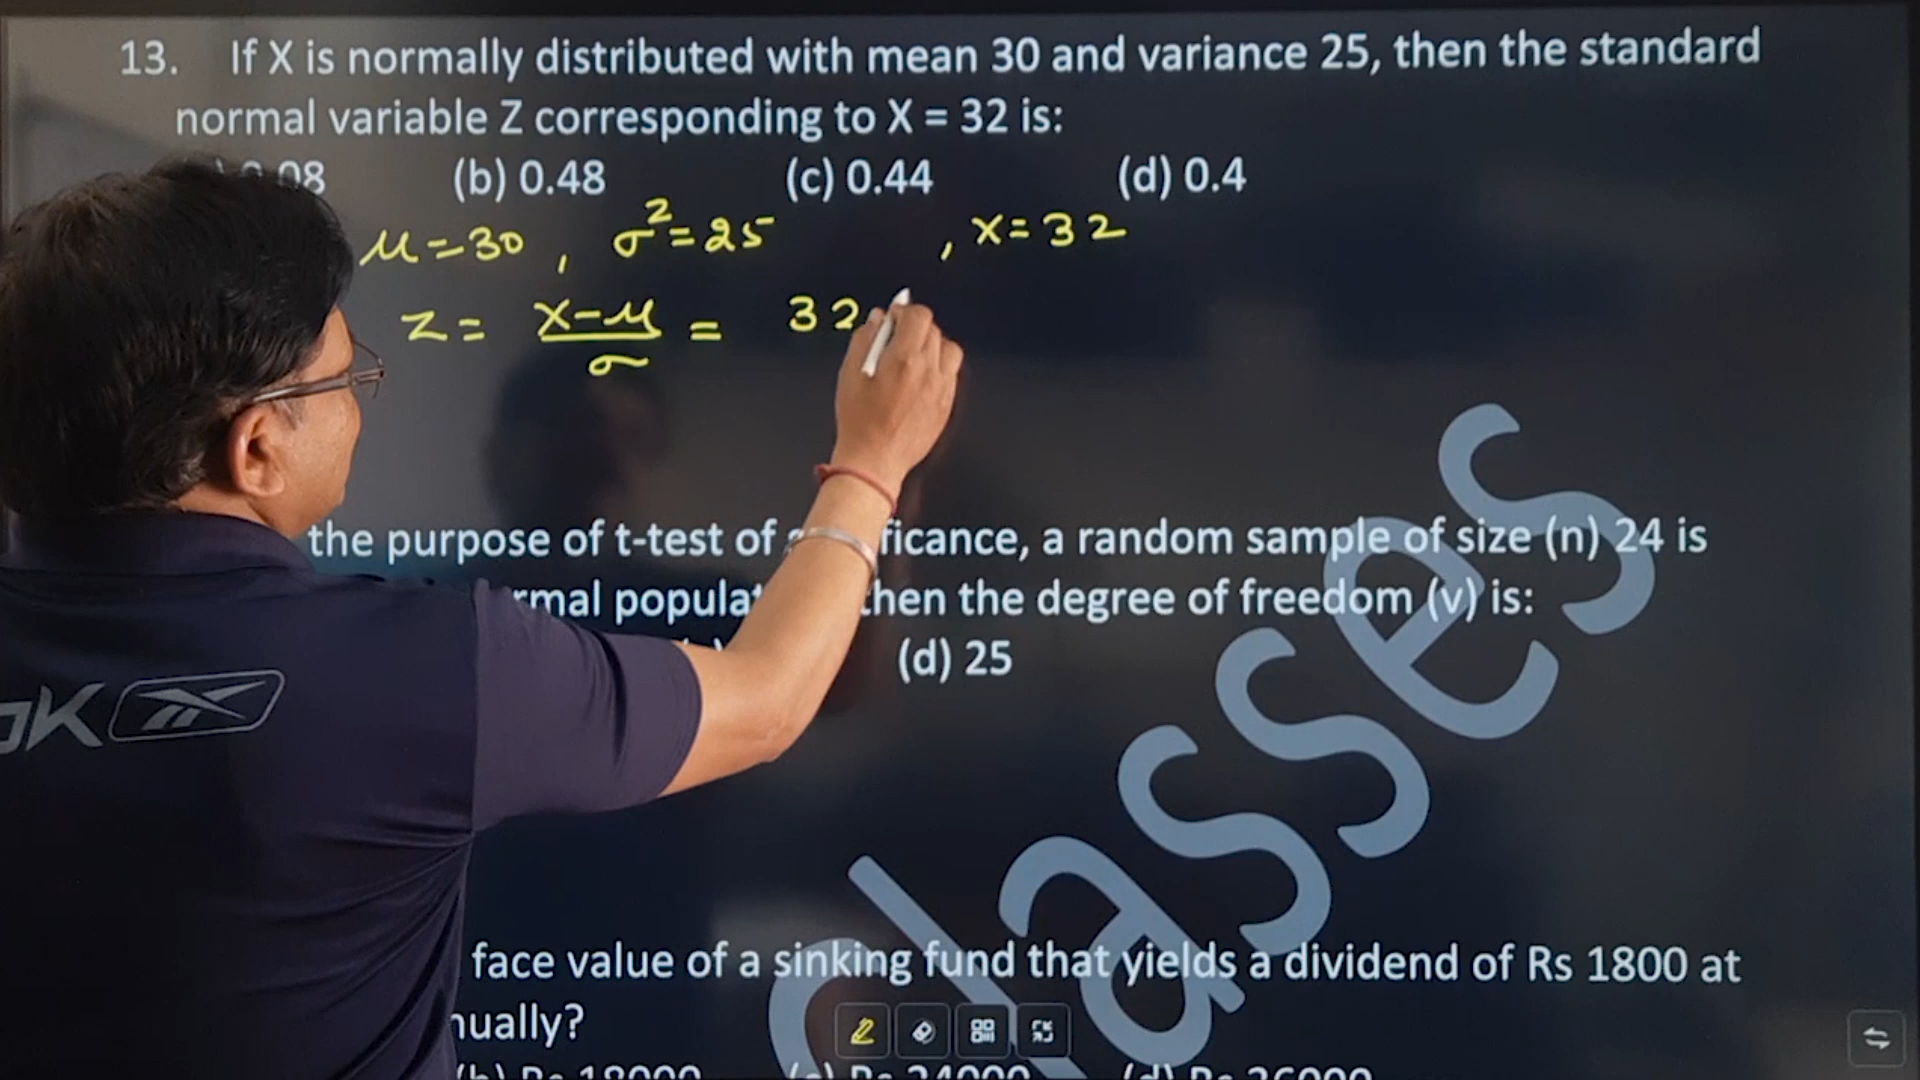 13. If X is normally distributed with mean 30 and variance 25, then the standard
normal variable Z corresponding to X = 32 is:
(b) 0.48 (c) 0.44 (d) 0.4
μ=30 , σ²=25 , x=32
z = x-μ/σ = 32
the purpose of t-test of a random sample of size (n) 24 is
then the degree of freedom (v) is:
(d) 25
face value of a sinking fund that yields a dividend of Rs 1800 at
classes